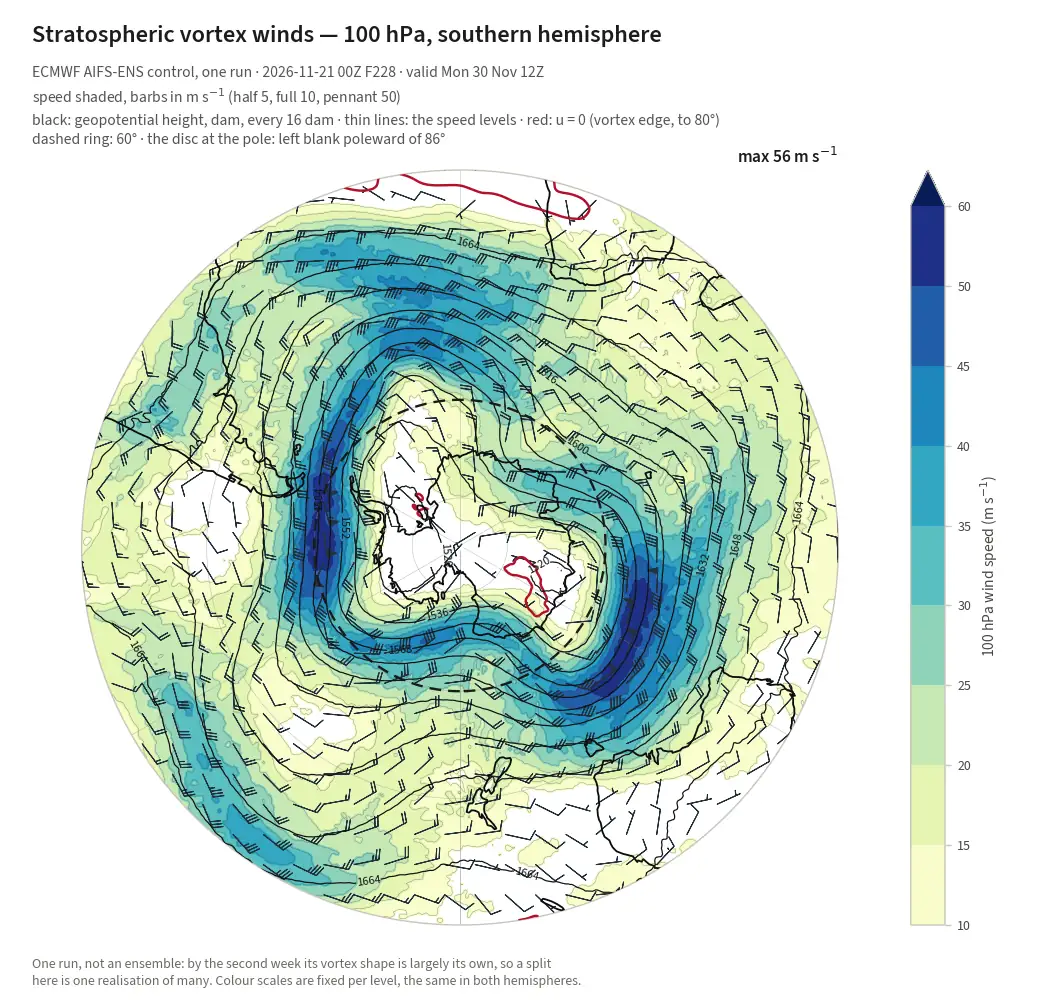 Stratospheric vortex winds — 100 hPa, southern hemisphere
ECMWF AIFS-ENS control, one run · 2026-11-21 00Z F228 · valid Mon 30 Nov 12Z
speed shaded, barbs in m s⁻¹ (half 5, full 10, pennant 50)
black: geopotential height, dam, every 16 dam · thin lines: the speed levels · red: u = 0 (vortex edge, to 80°)
dashed ring: 60° · the disc at the pole: left blank poleward of 86°
max 56 m s⁻¹
60
50
45
40
35
30
25
20
15
10
100 hPa wind speed (m s⁻¹)
1664
1616
1600
1664
1648
1632
1552
1520
1536
1568
1664
1664
1664
One run, not an ensemble: by the second week its vortex shape is largely its own, so a split
here is one realisation of many. Colour scales are fixed per level, the same in both hemispheres.